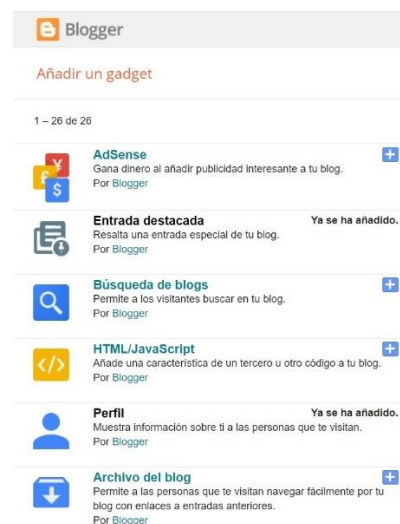 Blogger
Añadir un gadget
1 – 26 de 26
AdSense
Gana dinero al añadir publicidad interesante a tu blog.
Por Blogger
Entrada destacada Ya se ha añadido.
Resalta una entrada especial de tu blog.
Por Blogger
Búsqueda de blogs
Permite a los visitantes buscar en tu blog.
Por Blogger
HTML/JavaScript
Añade una característica de un tercero u otro código a tu blog.
Por Blogger
Perfil Ya se ha añadido.
Muestra información sobre ti a las personas que te visitan.
Por Blogger
Archivo del blog
Permite a las personas que te visitan navegar fácilmente por tu
blog con enlaces a entradas anteriores.
Por Blogger